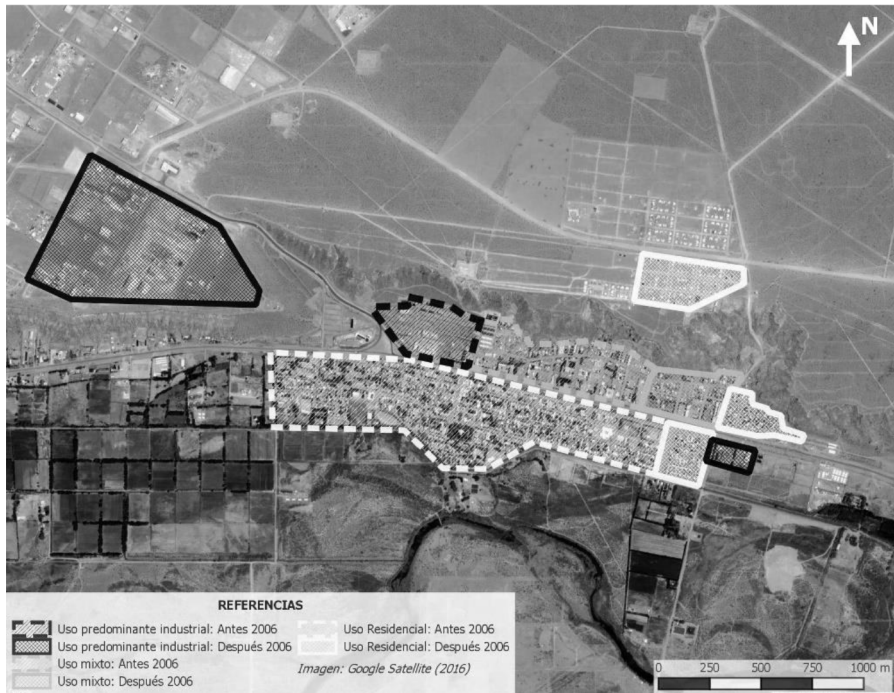 N
REFERENCIAS
Uso predominante industrial: Antes 2006
Uso predominante industrial: Después 2006
Uso mixto: Antes 2006
Uso mixto: Después 2006
Uso Residencial: Antes 2006
Uso Residencial: Después 2006
Imagen: Google Satellite (2016)
0 250 500 750 1000 m